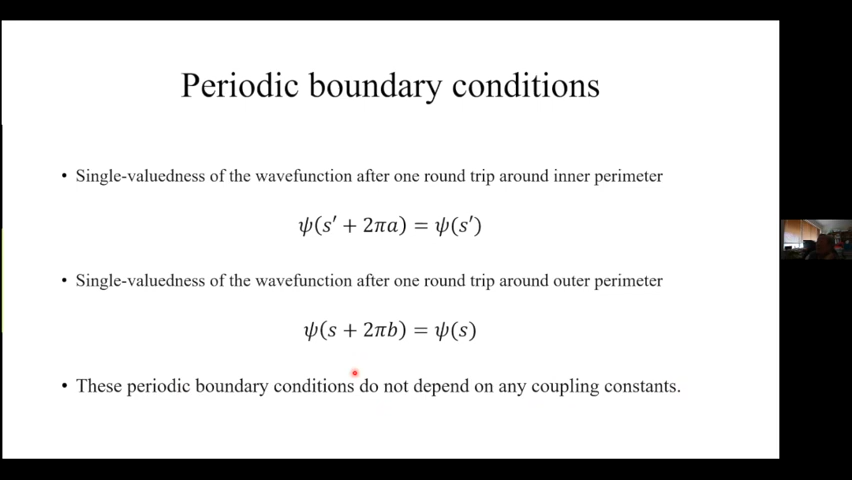 Periodic boundary conditions
• Single-valuedness of the wavefunction after one round trip around inner perimeter
𝜓(𝑠′ + 2𝜋𝑎) = 𝜓(𝑠′)
• Single-valuedness of the wavefunction after one round trip around outer perimeter
𝜓(𝑠 + 2𝜋𝑏) = 𝜓(𝑠)
• These periodic boundary conditions do not depend on any coupling constants.